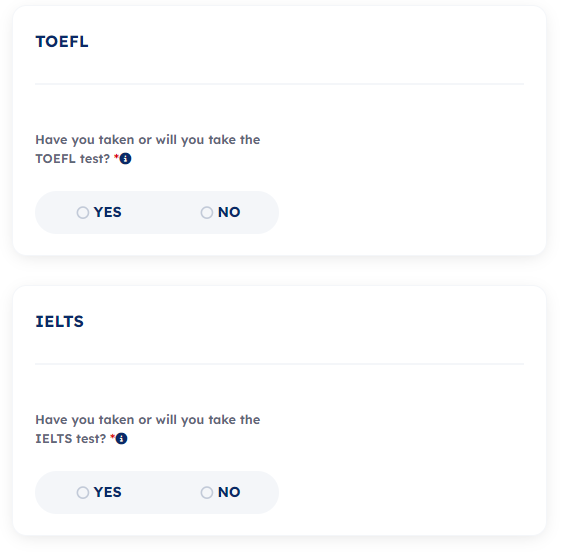 TOEFL
Have you taken or will you take the
TOEFL test? *
YES NO
IELTS
Have you taken or will you take the
IELTS test? *
YES NO